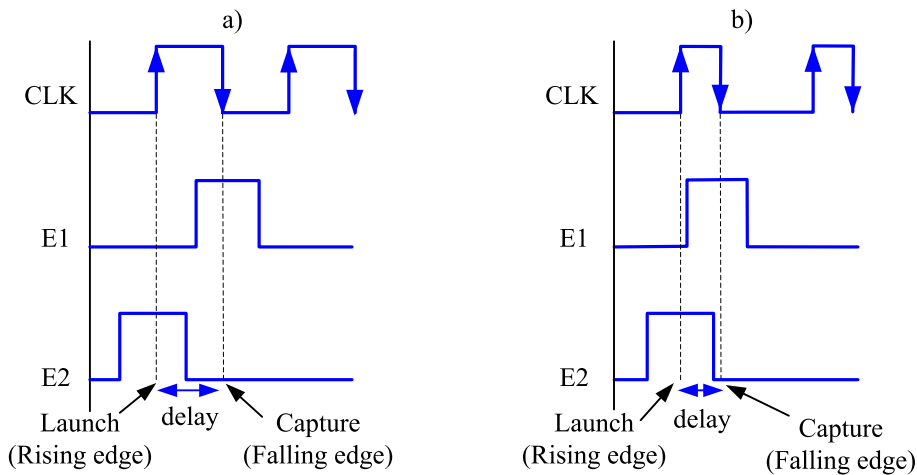 a)
CLK
E1
E2
Launch
(Rising edge)
delay
Capture
(Falling edge)
b)
CLK
E1
E2
Launch
(Rising edge)
delay
Capture
(Falling edge)